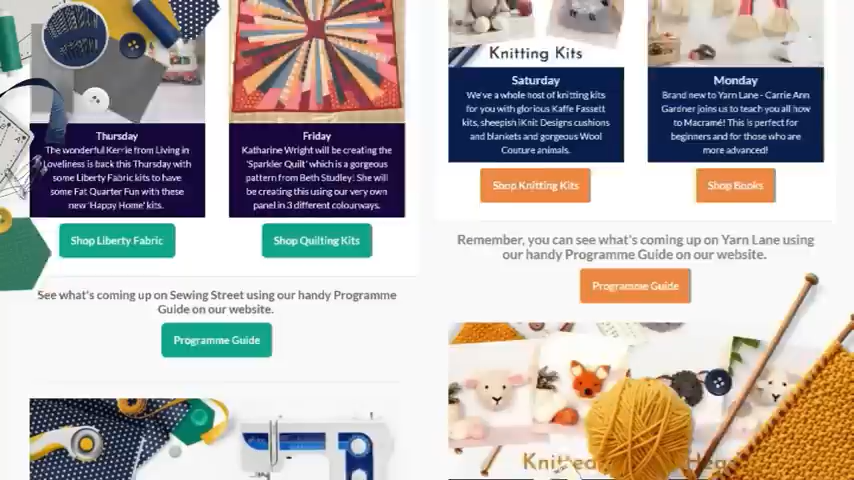 Thursday
The wonderful Kerrie from Living in
Loveliness is back this Thursday with
some Liberty Fabric kits to have
some Fat Quarter Fun with these
new 'Happy Home' kits.
Shop Liberty Fabric
Friday
Katharine Wright will be creating the
'Sparkler Quilt' which is a gorgeous
pattern from Beth Studley! She will
be creating this using our very own
panel in 3 different colourways.
Shop Quilting Kits
See what's coming up on Sewing Street using our handy Programme
Guide on our website.
Programme Guide
Knitting Kits
Saturday
We've a whole host of knitting kits
for you with glorious Kaffe Fassett
kits, sheepish iKnit Designs cushions
and blankets and gorgeous Wool
Couture animals.
Shop Knitting Kits
Monday
Brand new to Yarn Lane - Carrie Ann
Gardner joins us to teach you all how
to Macramé! This is perfect for
beginners and for those who are
more advanced!
Shop Books
Remember, you can see what's coming up on Yarn Lane using
our handy Programme Guide on our website.
Programme Guide